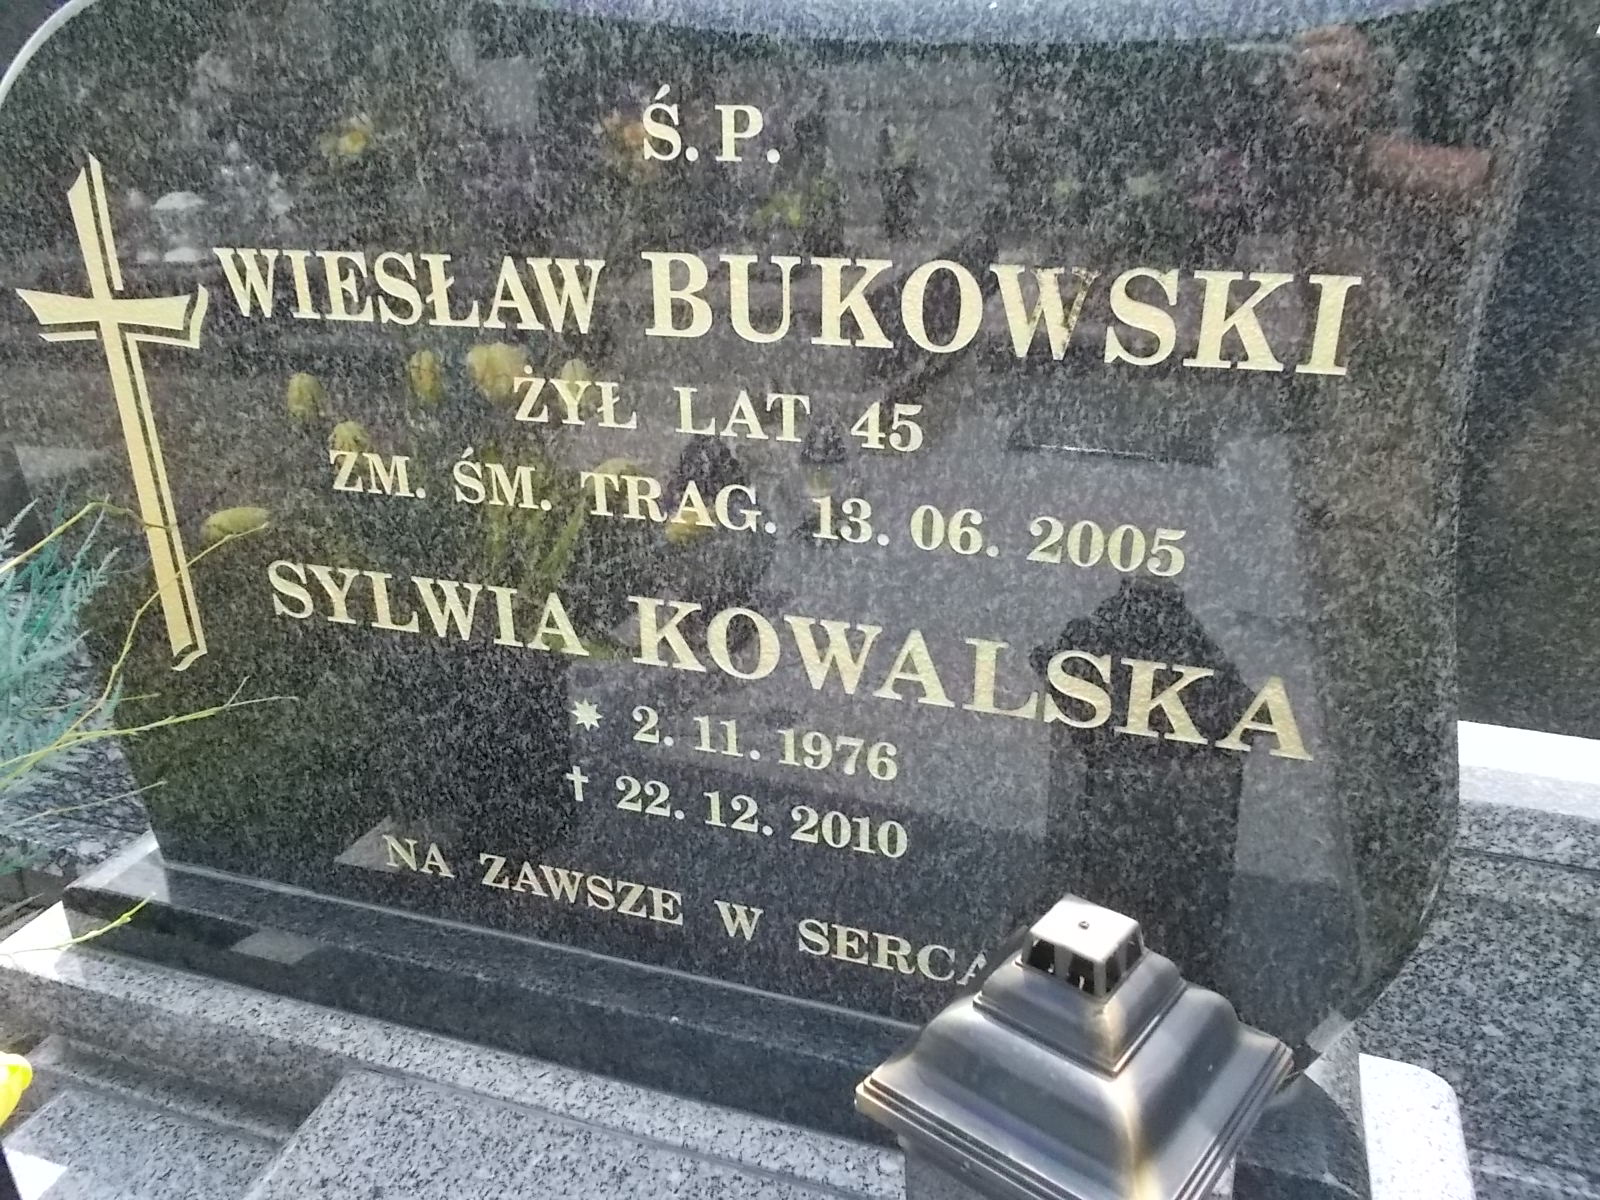 Ś. P.
WIESŁAW BUKOWSKI
ŻYŁ LAT 45
ZM. ŚM. TRAG. 13. 06. 2005
SYLWIA KOWALSKA
* 2. 11. 1976
† 22. 12. 2010
NA ZAWSZE W